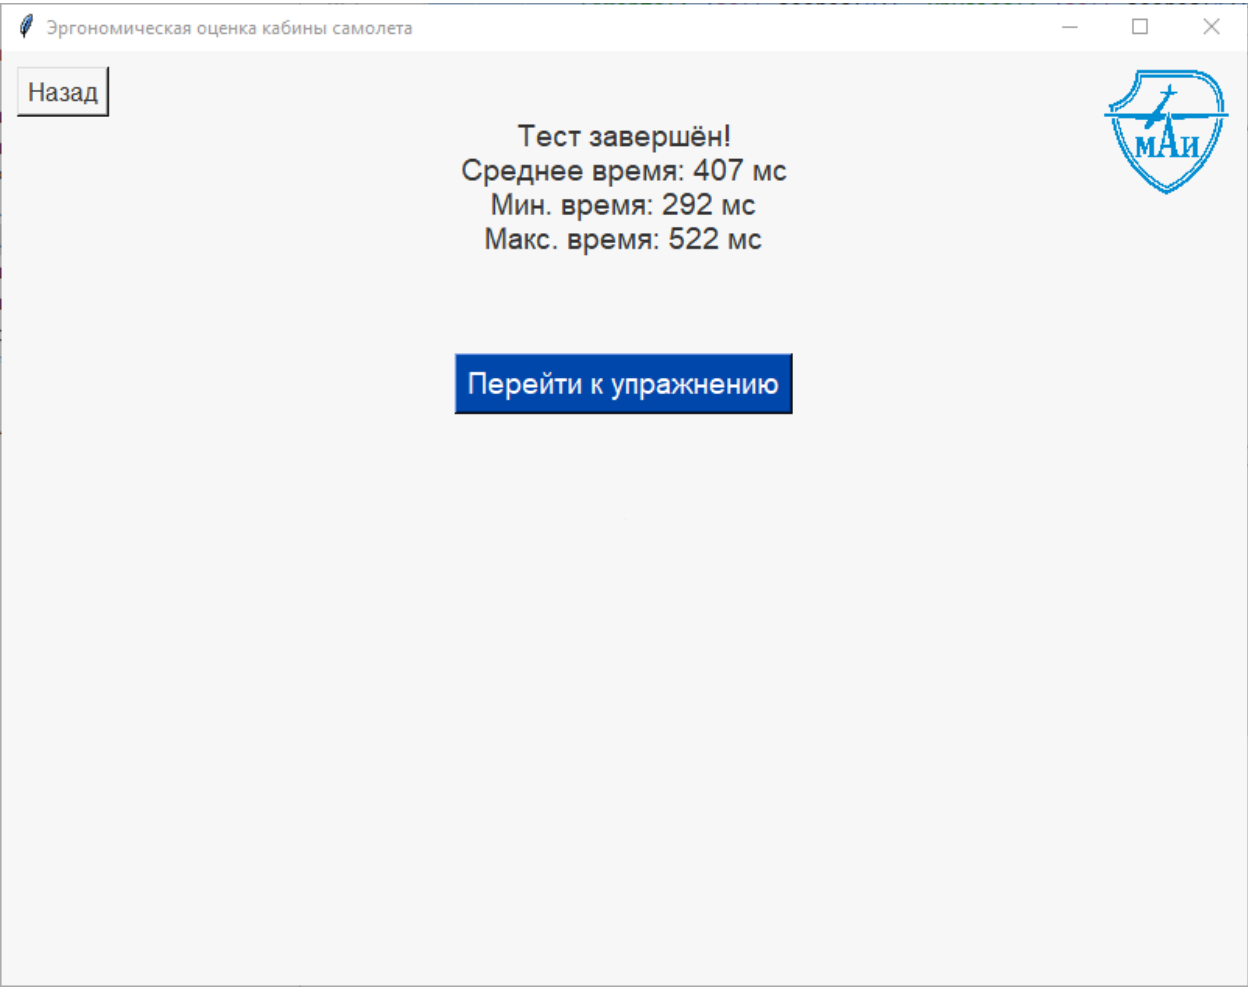 Эргономическая оценка кабины самолета
Назад
МАИ
Тест завершён!
Среднее время: 407 мс
Мин. время: 292 мс
Макс. время: 522 мс
Перейти к упражнению